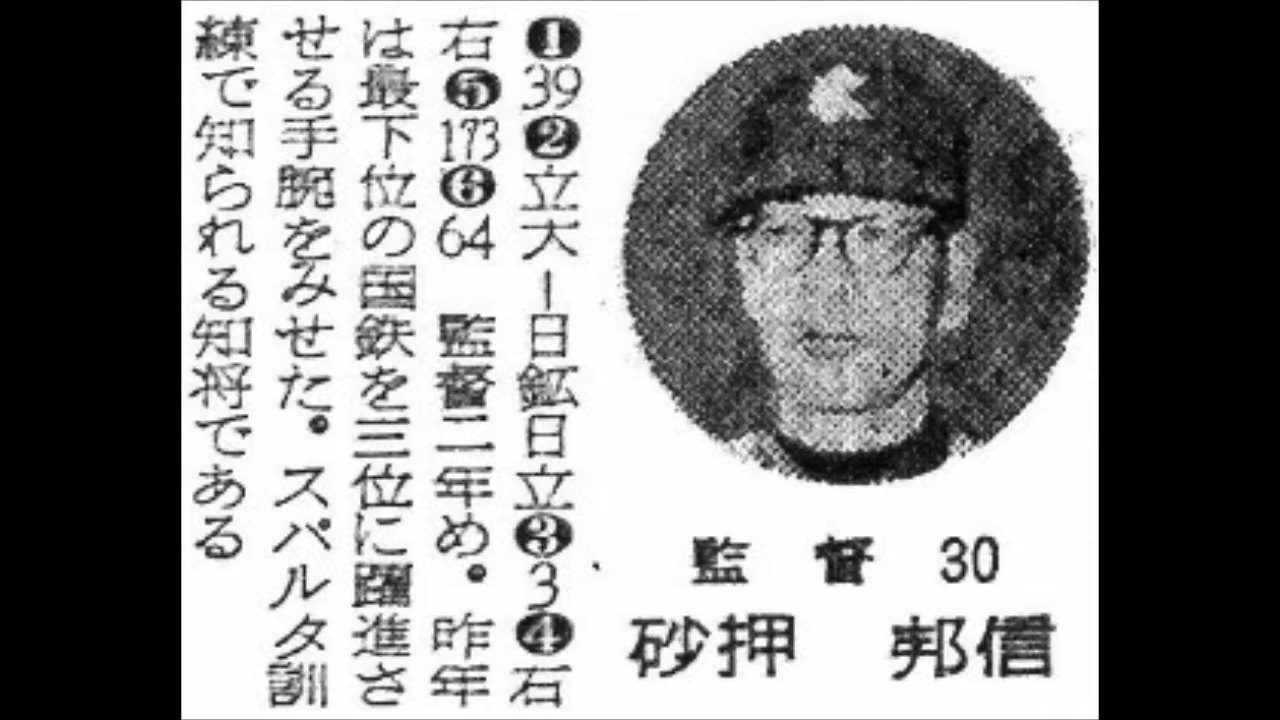 監督 30
砂押 邦信
❶39❷立大ー日鉱日立❸3❹右
右❺173❻64 監督二年め。昨年
は最下位の国鉄を三位に躍進さ
せる手腕をみせた。スパルタ訓
練で知られる知将である